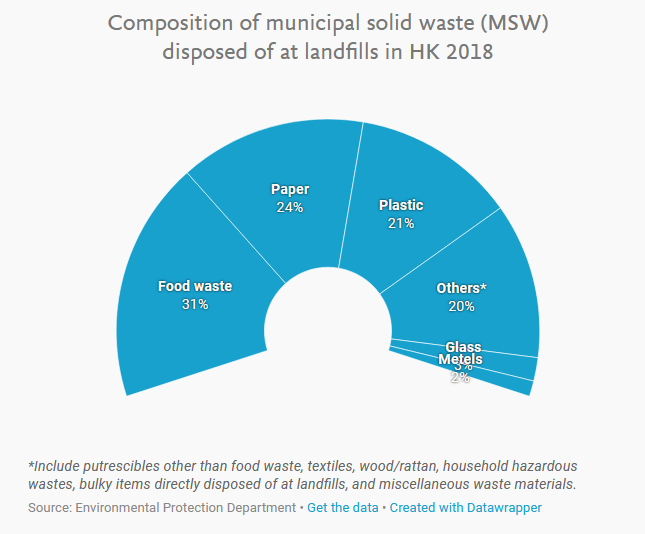 Composition of municipal solid waste (MSW)
disposed of at landfills in HK 2018
Paper
24%
Plastic
21%
Food waste
31%
Others*
20%
Glass
3%
Metels
2%
*Include putrescibles other than food waste, textiles, wood/rattan, household hazardous
wastes, bulky items directly disposed of at landfills, and miscellaneous waste materials.
Source: Environmental Protection Department • Get the data • Created with Datawrapper